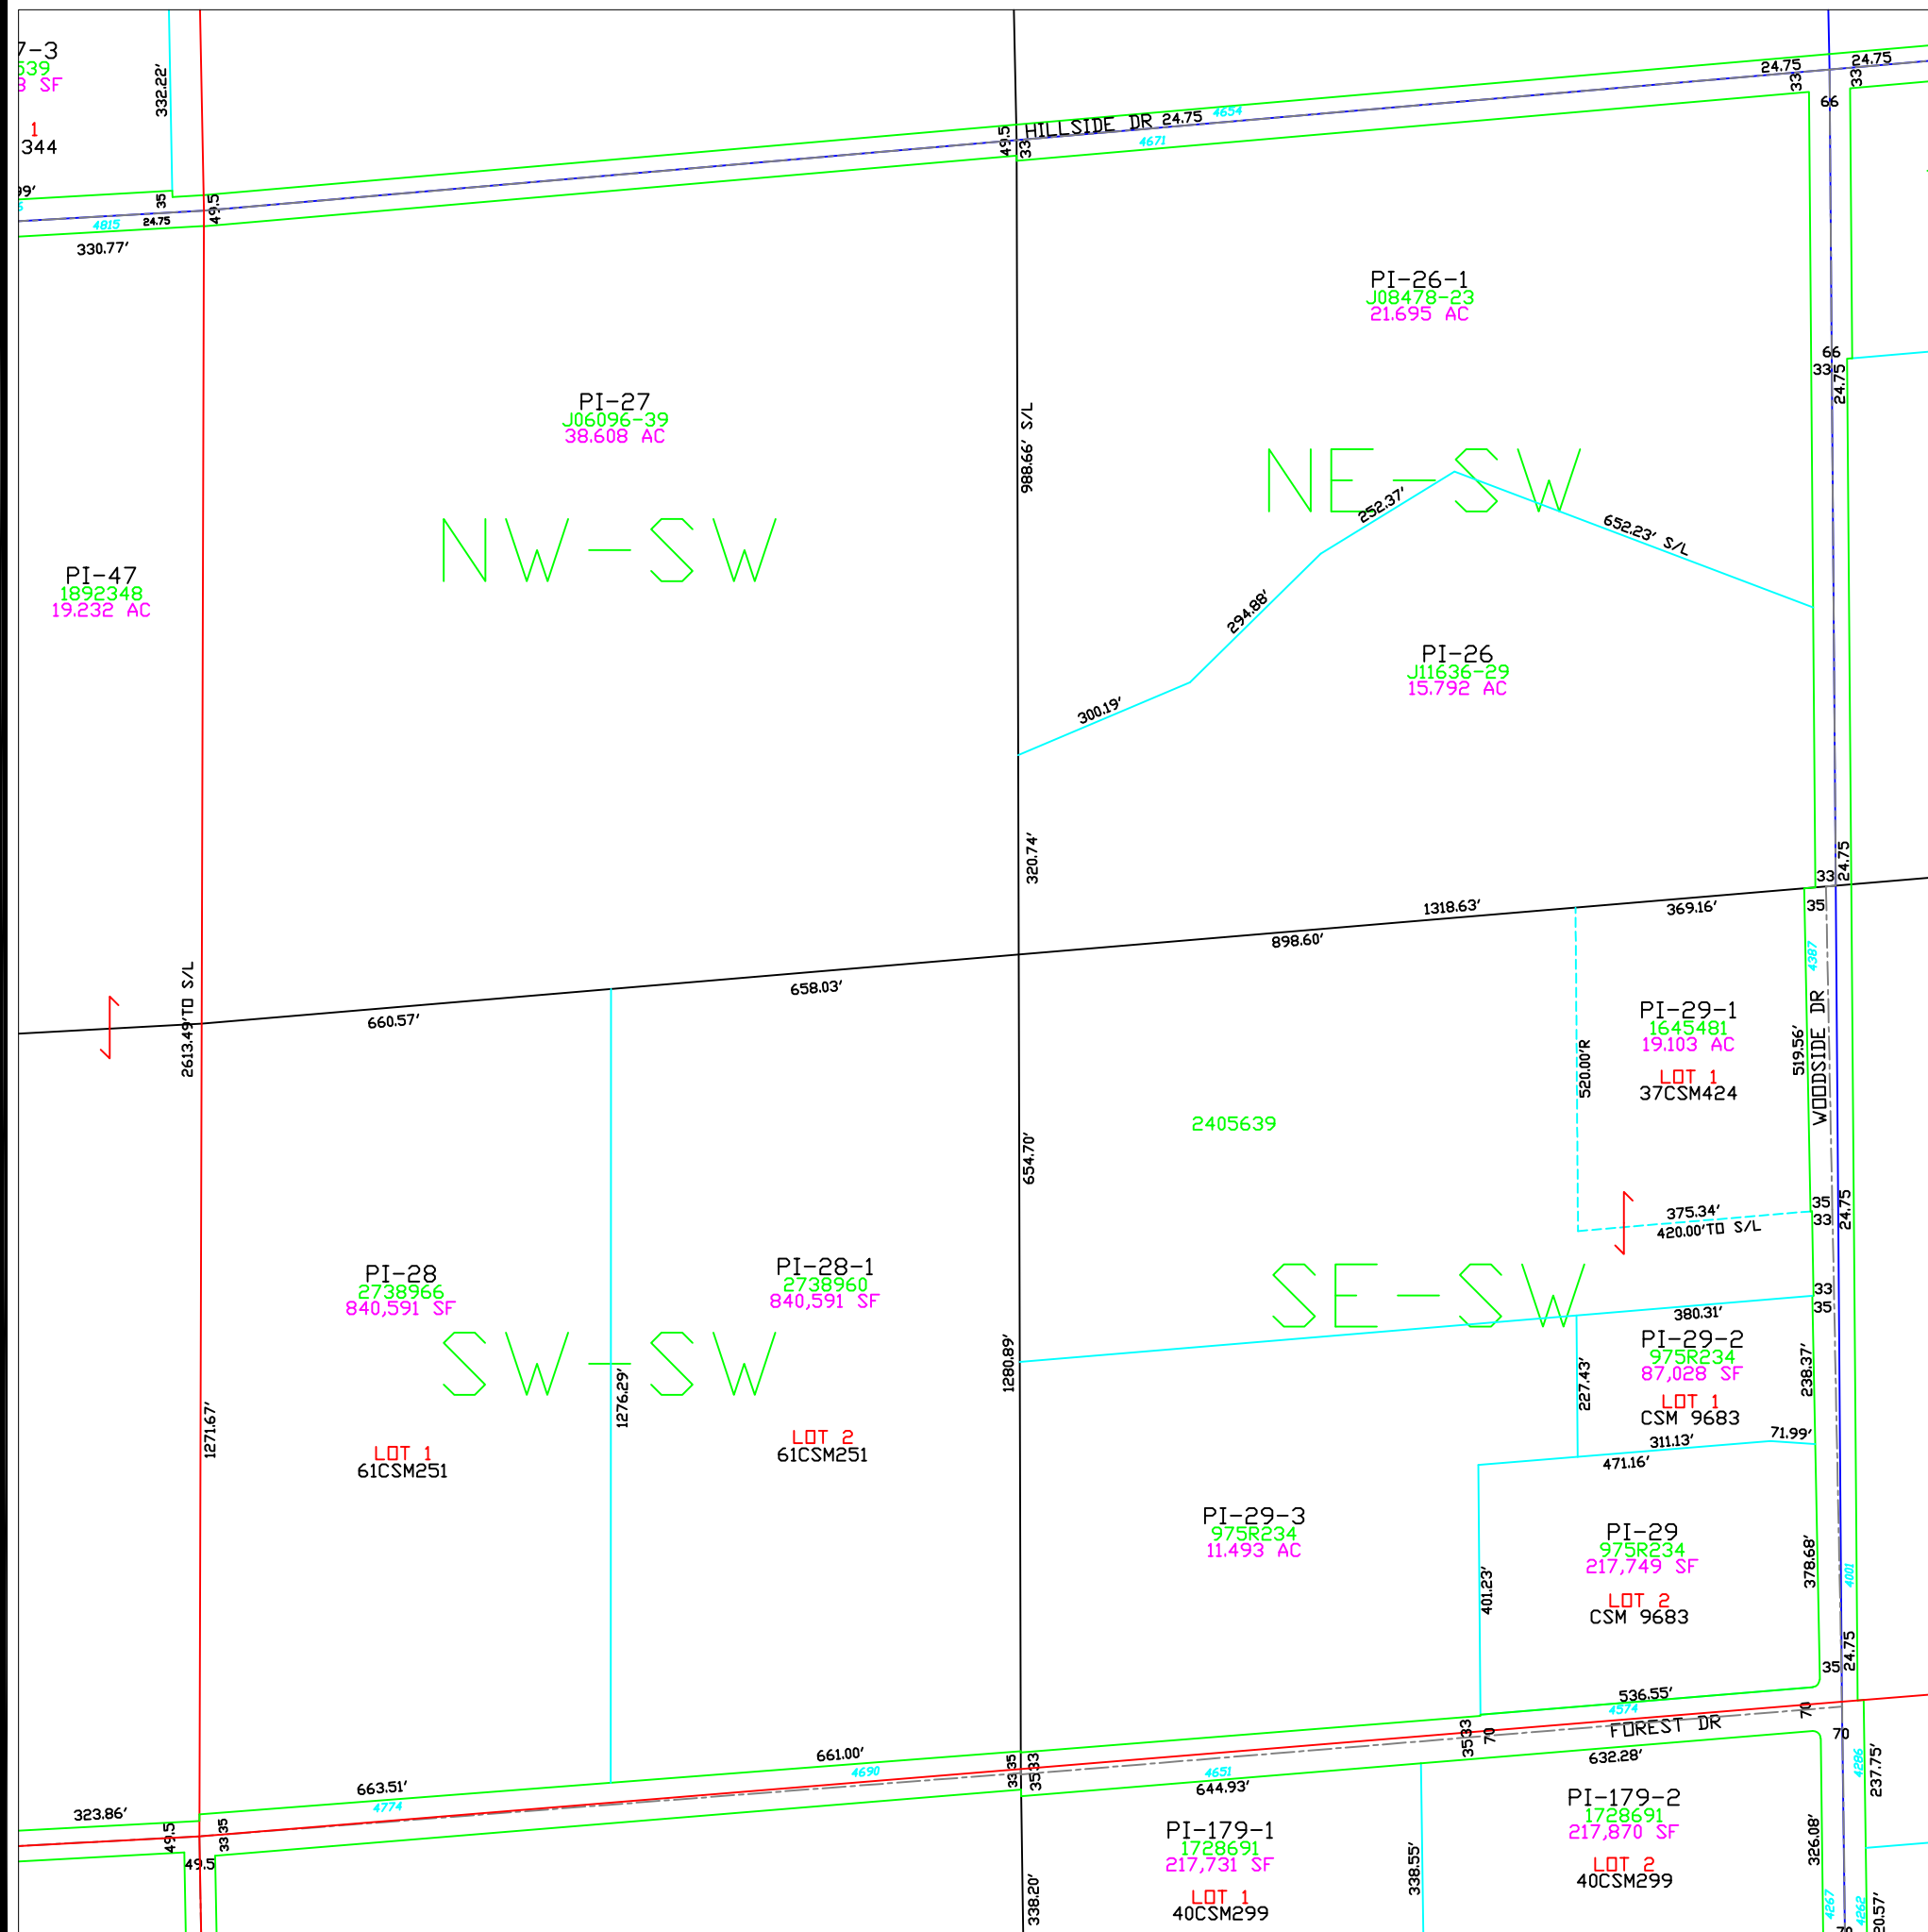 7-3
539
3 SF
1
344
99'
332.22'
35
4815
24.75
49.5
330.77'
49.5
33
HILLSIDE DR 24.75
4654
4671
24.75
33
24.75
33
66
PI-26-1
J08478-23
21.695 AC
66
33
24.75
PI-27
J06096-39
38.608 AC
988.66' S/L
NE-SW
252.37'
652.23' S/L
NW-SW
PI-47
1892348
19.232 AC
294.88'
PI-26
J11636-29
15.792 AC
300.19'
320.74'
24.75
33
35
1318.63'
369.16'
898.60'
4387
658.03'
660.57'
2613.49'TO S/L
PI-29-1
1645481
19.103 AC
LOT 1
37CSM424
519.56'
WOODSIDE DR
520.00'R
2405639
654.70'
375.34'
420.00'TO S/L
35
33
24.75
PI-28
2738966
840,591 SF
PI-28-1
2738960
840,591 SF
SE-SW
33
35
380.31'
PI-29-2
975R234
87,028 SF
LOT 1
CSM 9683
227.43'
238.37'
SW-SW
1276.29'
1280.89'
1271.67'
LOT 1
61CSM251
LOT 2
61CSM251
311.13'
71.99'
471.16'
PI-29-3
975R234
11.493 AC
PI-29
975R234
217,749 SF
LOT 2
CSM 9683
401.23'
378.68'
4001
24.75
35
536.55'
4574
FOREST DR
70
70
3533
70
632.28'
661.00'
4690
3335
3533
4651
644.93'
663.51'
4774
323.86'
49.5
3335
49.5
4286
237.75'
PI-179-1
1728691
217,731 SF
LOT 1
40CSM299
PI-179-2
1728691
217,870 SF
LOT 2
40CSM299
338.20'
338.55'
326.08'
4267
4262
20.57'
70